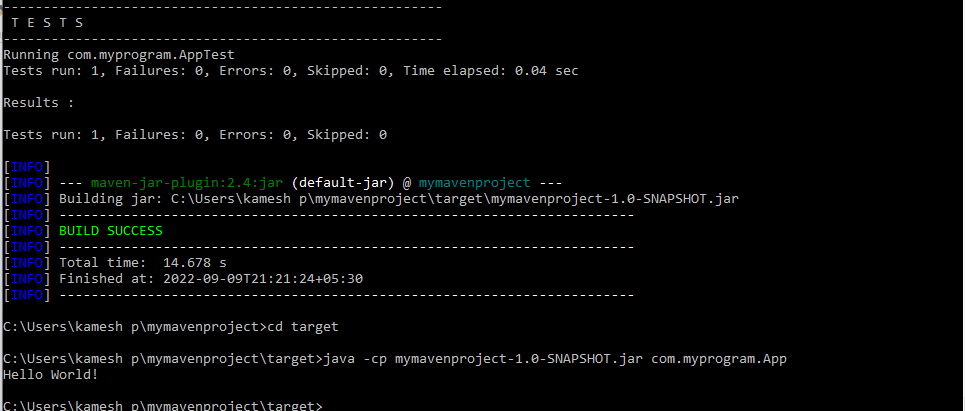 -------------------------------------------------------
 T E S T S
-------------------------------------------------------
Running com.myprogram.AppTest
Tests run: 1, Failures: 0, Errors: 0, Skipped: 0, Time elapsed: 0.04 sec

Results :

Tests run: 1, Failures: 0, Errors: 0, Skipped: 0

[INFO]
[INFO] --- maven-jar-plugin:2.4:jar (default-jar) @ mymavenproject ---
[INFO] Building jar: C:\Users\kamesh p\mymavenproject\target\mymavenproject-1.0-SNAPSHOT.jar
[INFO] ------------------------------------------------------------------------
[INFO] BUILD SUCCESS
[INFO] ------------------------------------------------------------------------
[INFO] Total time:  14.678 s
[INFO] Finished at: 2022-09-09T21:21:24+05:30
[INFO] ------------------------------------------------------------------------

C:\Users\kamesh p\mymavenproject>cd target

C:\Users\kamesh p\mymavenproject\target>java -cp mymavenproject-1.0-SNAPSHOT.jar com.myprogram.App
Hello World!

C:\Users\kamesh p\mymavenproject\target>